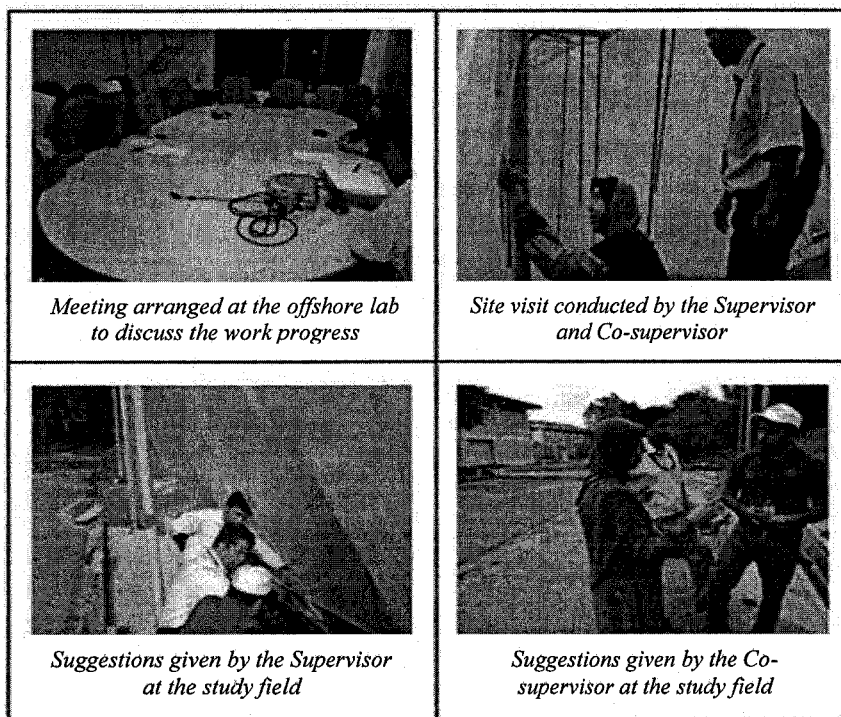 Meeting arranged at the offshore lab
to discuss the work progress
Site visit conducted by the Supervisor
and Co-supervisor
Suggestions given by the Supervisor
at the study field
Suggestions given by the Co-
supervisor at the study field